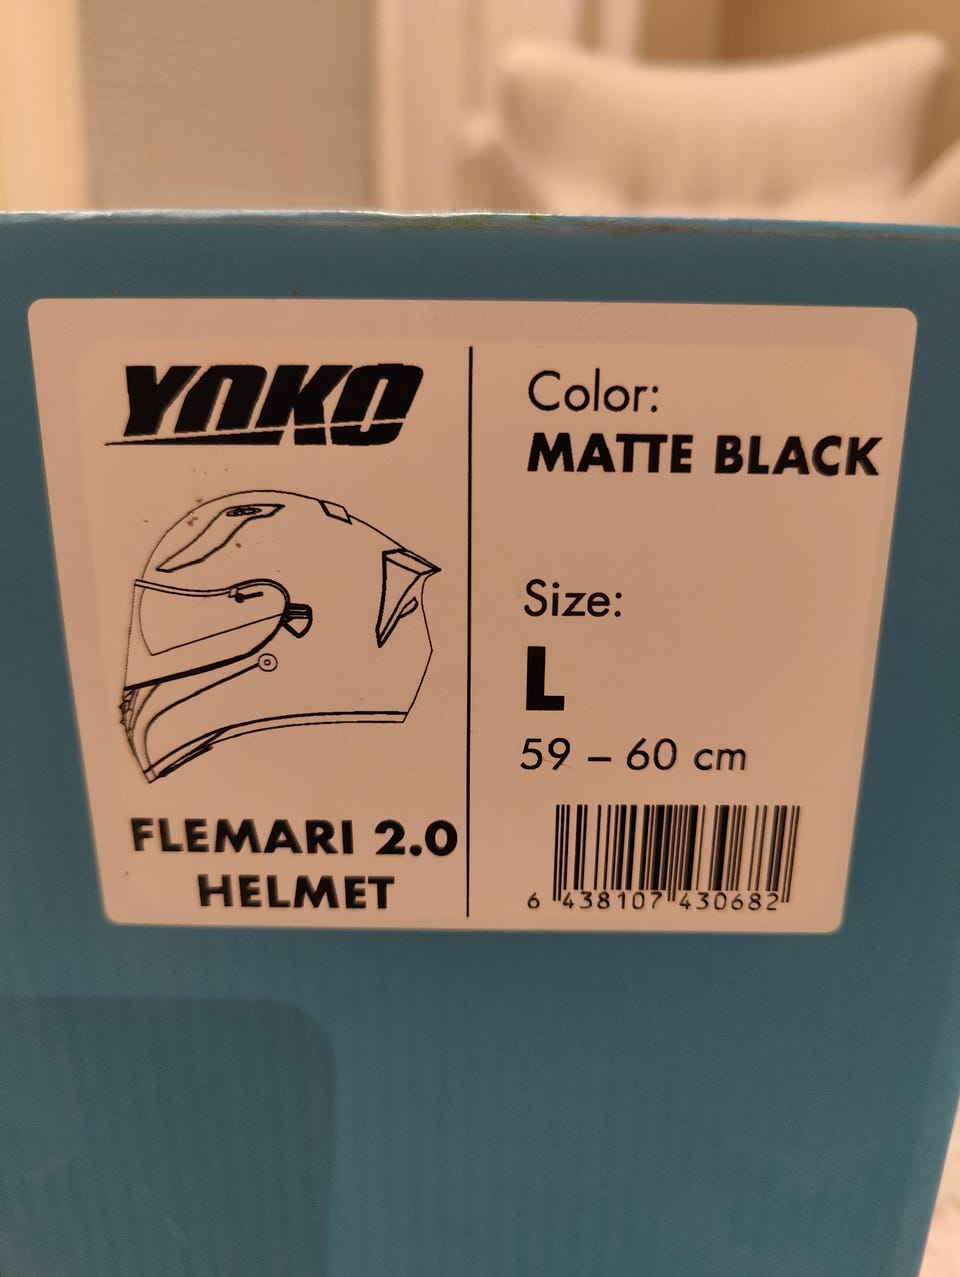 YOKO
FLEMARI 2.0
HELMET
Color:
MATTE BLACK
Size:
L
59 – 60 cm
6 438107 430682